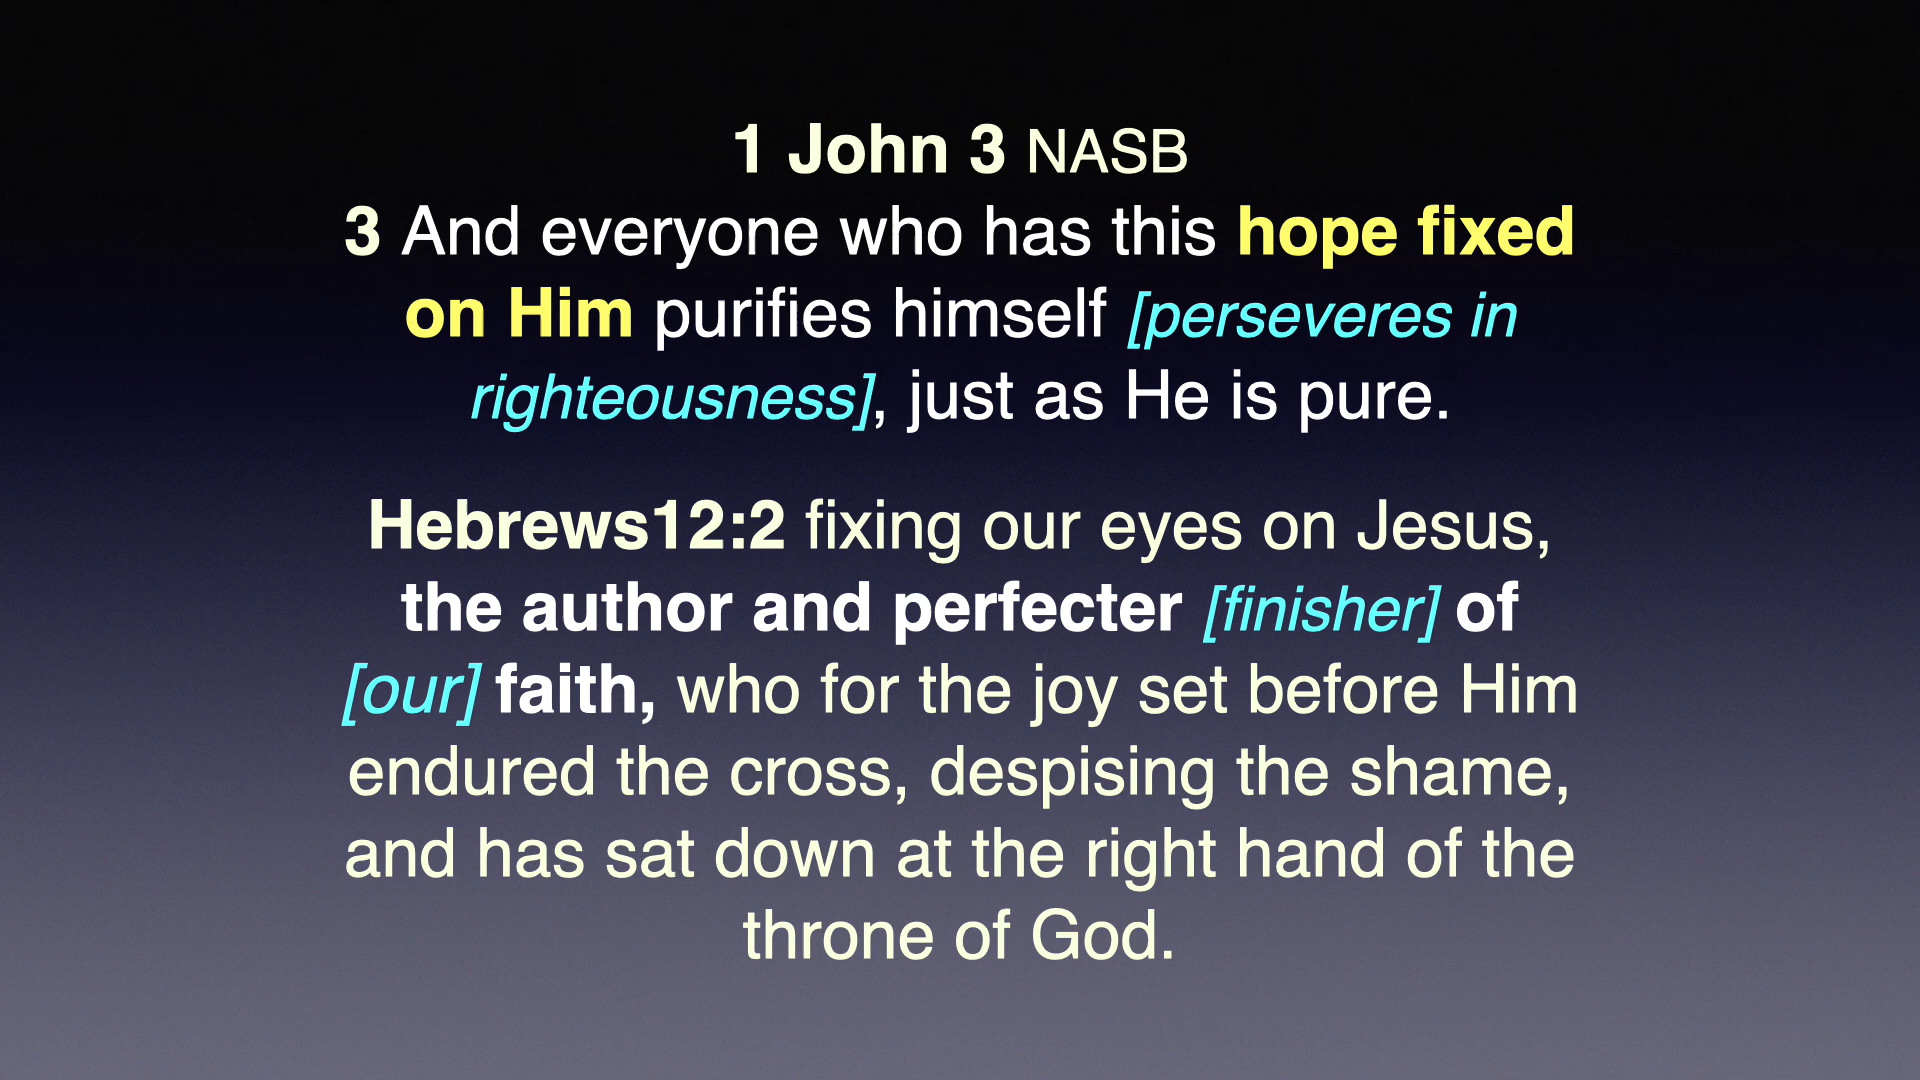 1 John 3 NASB
3 And everyone who has this hope fixed
on Him purifies himself [perseveres in
righteousness], just as He is pure.
Hebrews12:2 fixing our eyes on Jesus,
the author and perfecter [finisher] of
[our] faith, who for the joy set before Him
endured the cross, despising the shame,
and has sat down at the right hand of the
throne of God.